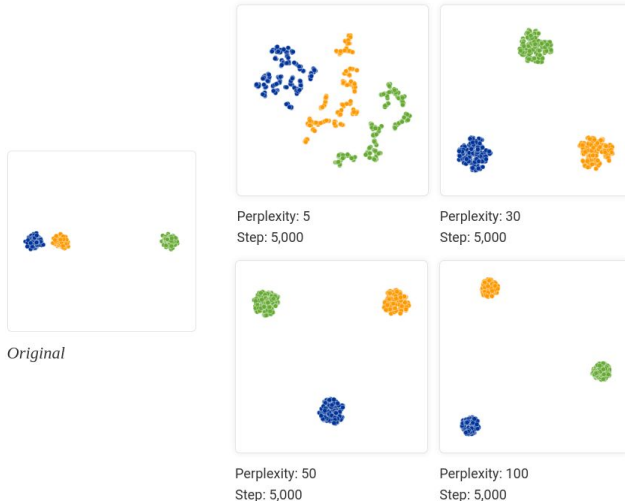 Original
Perplexity: 5
Step: 5,000
Perplexity: 30
Step: 5,000
Perplexity: 50
Step: 5,000
Perplexity: 100
Step: 5,000